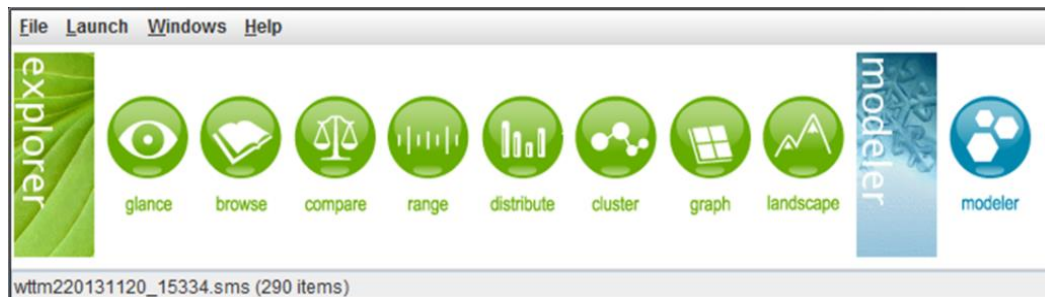 File Launch Windows Help
explorer
glance browse compare range distribute cluster graph landscape
modeler
modeler
wttm220131120_15334.sms (290 items)